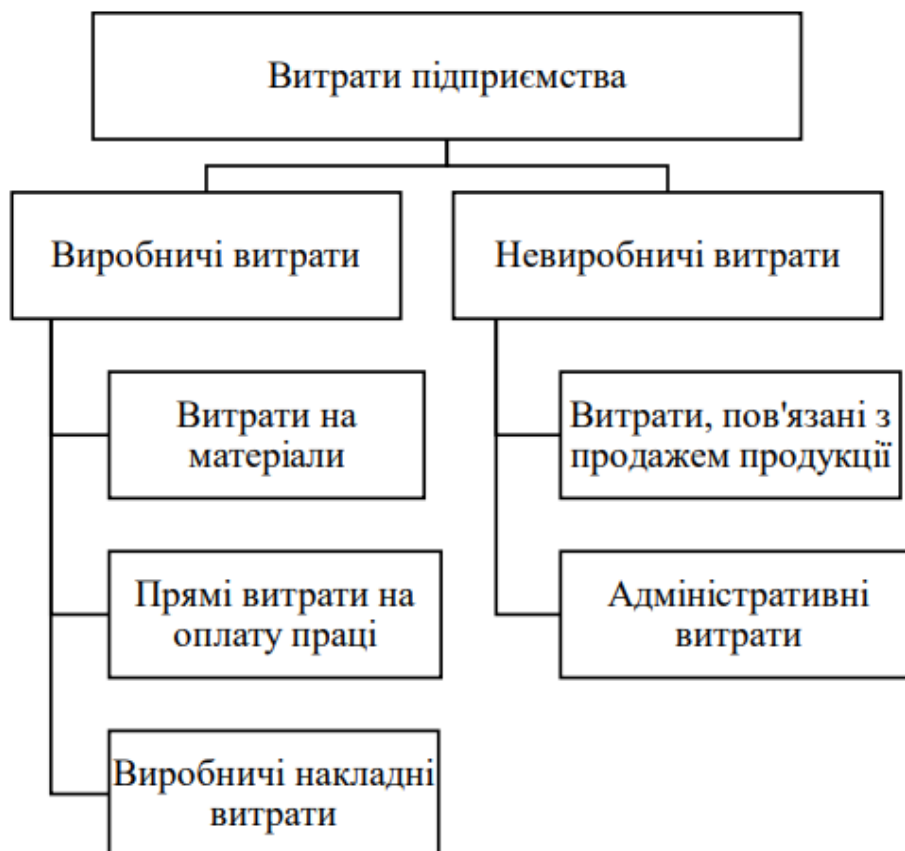 Витрати підприємства
Виробничі витрати
Невиробничі витрати
Витрати на
матеріали
Витрати, пов'язані з
продажем продукції
Прямі витрати на
оплату праці
Адміністративні
витрати
Виробничі накладні
витрати